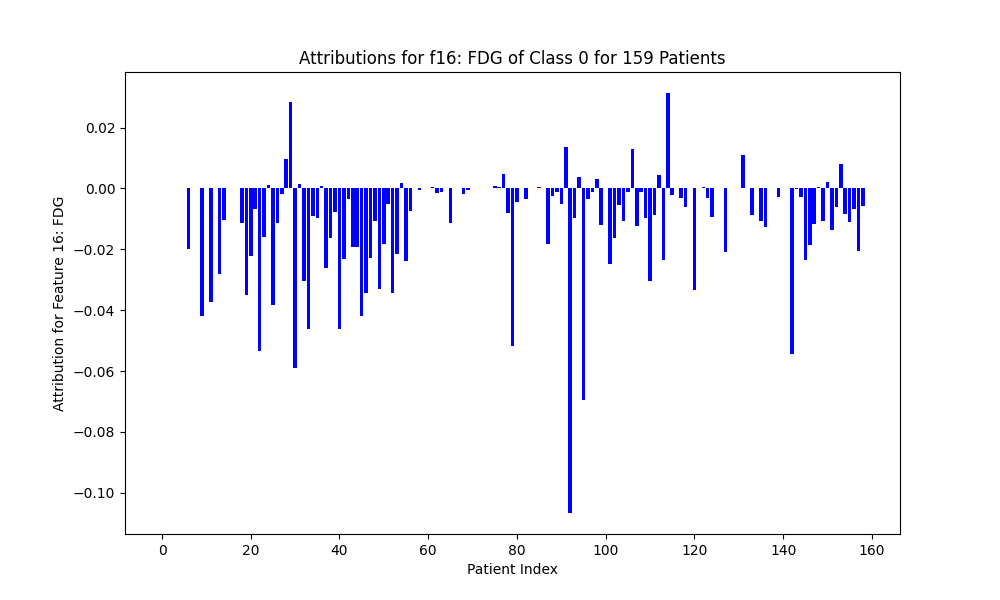 Attributions for f16: FDG of Class 0 for 159 Patients
Attribution for Feature 16: FDG
0.02
0.00
−0.02
−0.04
−0.06
−0.08
−0.10
0 20 40 60 80 100 120 140 160
Patient Index